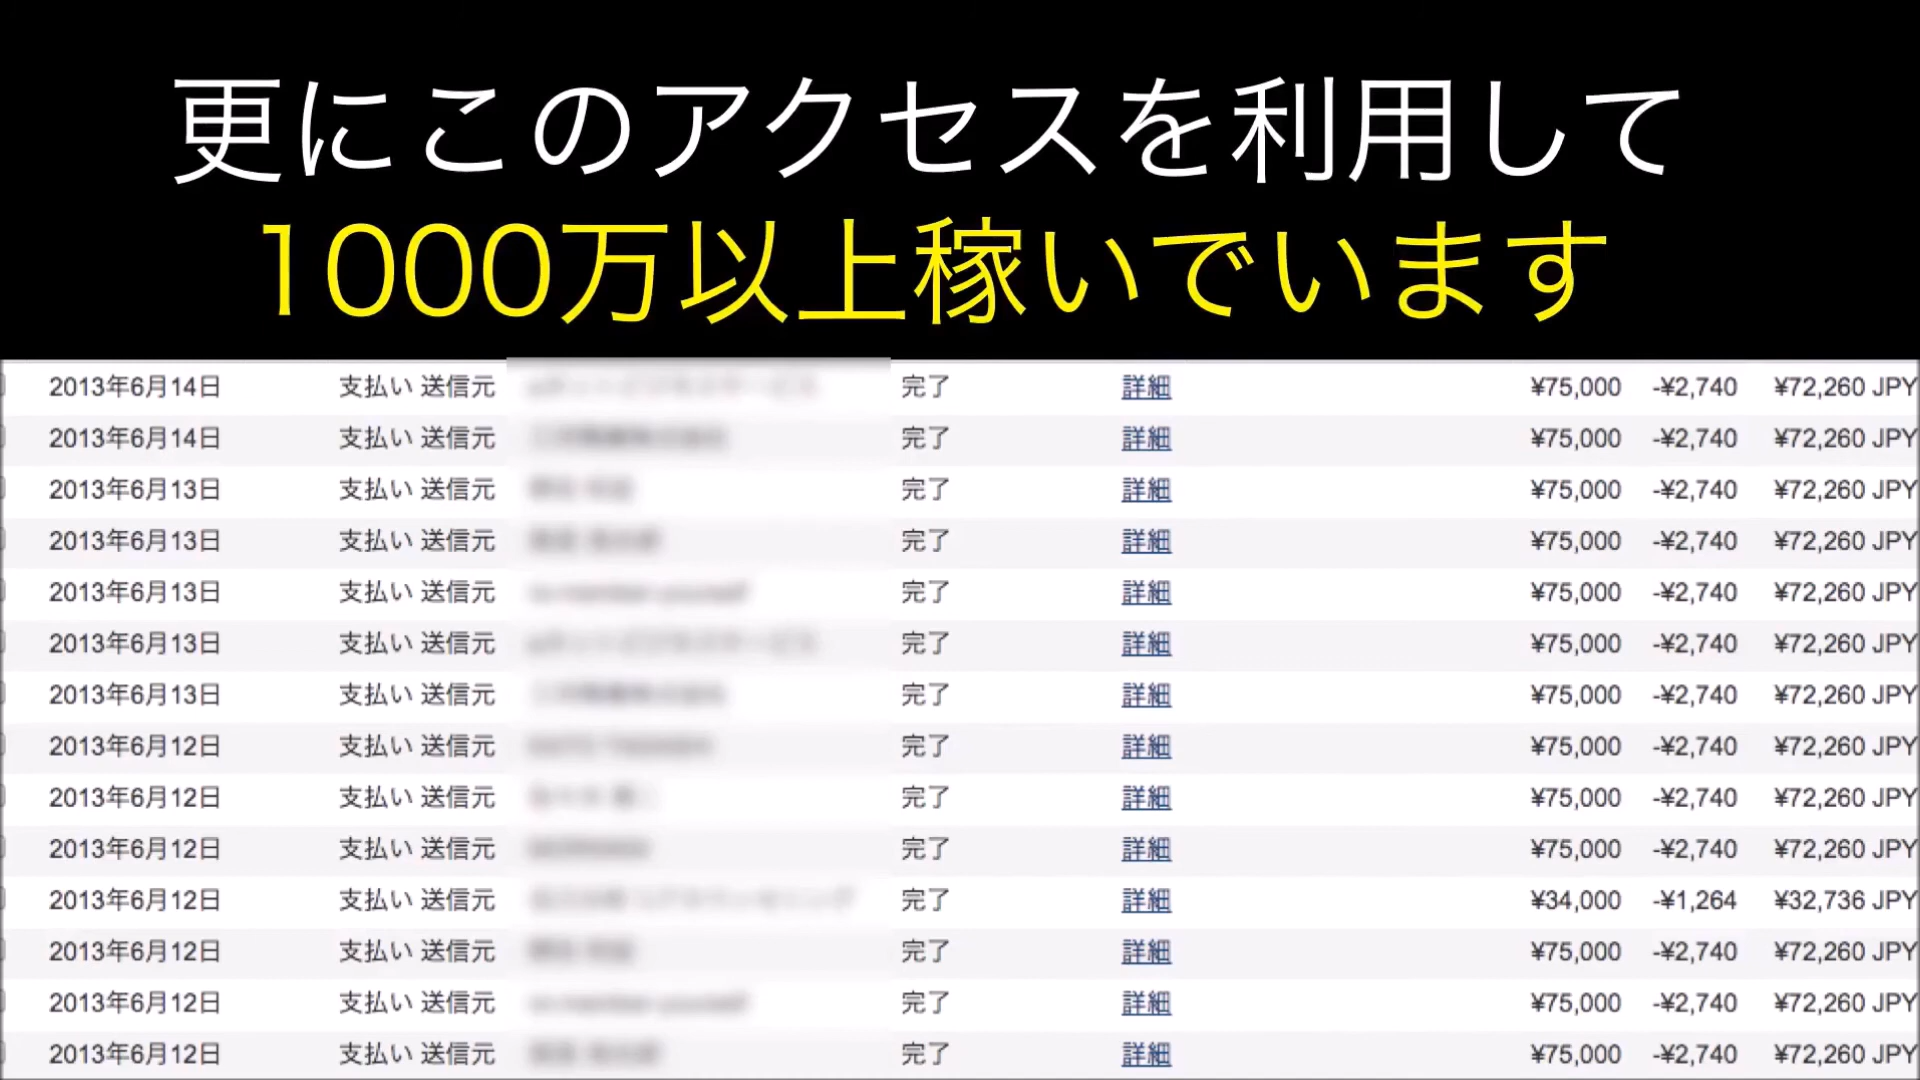 更にこのアクセスを利用して
1000万以上稼いでいます
2013年6月14日 支払い 送信元 完了 詳細 ¥75,000 -¥2,740 ¥72,260 JPY
2013年6月14日 支払い 送信元 完了 詳細 ¥75,000 -¥2,740 ¥72,260 JPY
2013年6月13日 支払い 送信元 完了 詳細 ¥75,000 -¥2,740 ¥72,260 JPY
2013年6月13日 支払い 送信元 完了 詳細 ¥75,000 -¥2,740 ¥72,260 JPY
2013年6月13日 支払い 送信元 完了 詳細 ¥75,000 -¥2,740 ¥72,260 JPY
2013年6月13日 支払い 送信元 完了 詳細 ¥75,000 -¥2,740 ¥72,260 JPY
2013年6月13日 支払い 送信元 完了 詳細 ¥75,000 -¥2,740 ¥72,260 JPY
2013年6月12日 支払い 送信元 完了 詳細 ¥75,000 -¥2,740 ¥72,260 JPY
2013年6月12日 支払い 送信元 完了 詳細 ¥75,000 -¥2,740 ¥72,260 JPY
2013年6月12日 支払い 送信元 完了 詳細 ¥75,000 -¥2,740 ¥72,260 JPY
2013年6月12日 支払い 送信元 完了 詳細 ¥34,000 -¥1,264 ¥32,736 JPY
2013年6月12日 支払い 送信元 完了 詳細 ¥75,000 -¥2,740 ¥72,260 JPY
2013年6月12日 支払い 送信元 完了 詳細 ¥75,000 -¥2,740 ¥72,260 JPY
2013年6月12日 支払い 送信元 完了 詳細 ¥75,000 -¥2,740 ¥72,260 JPY